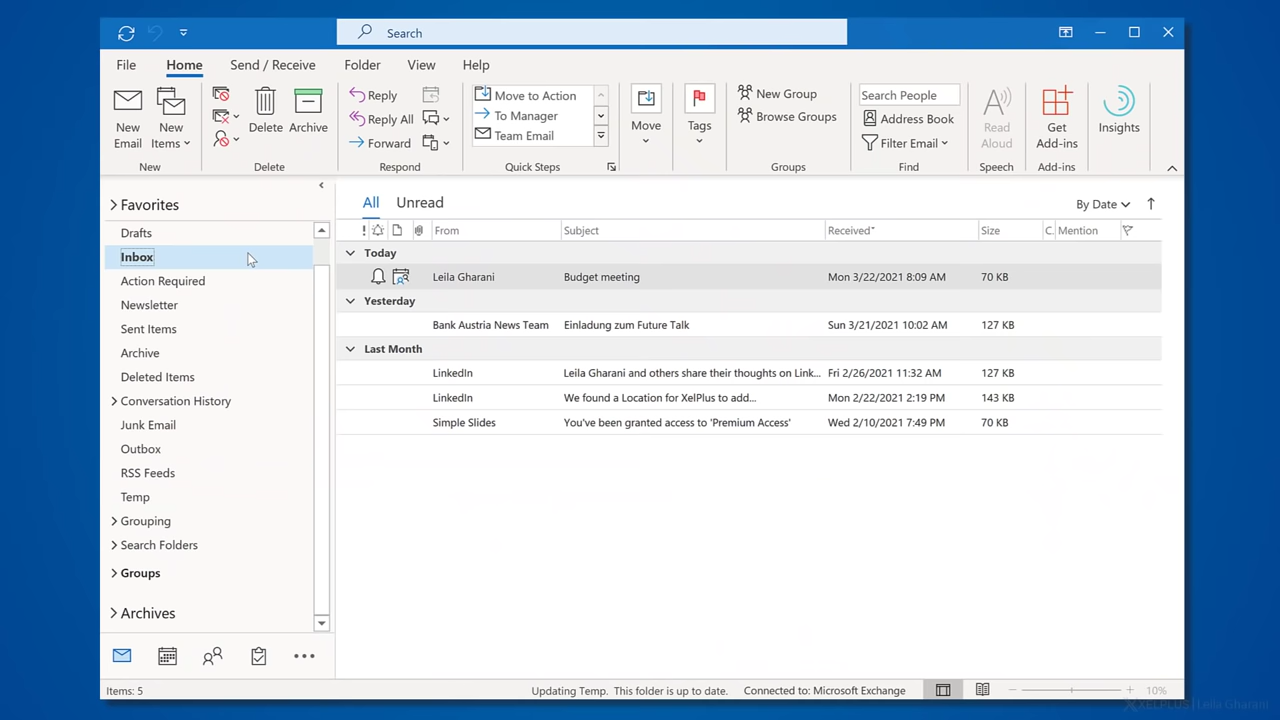 Search
File Home Send / Receive Folder View Help
New Email
New Items
New
Delete
Archive
Delete
Reply
Reply All
Forward
Respond
Move to Action
To Manager
Team Email
Quick Steps
Move
Tags
New Group
Browse Groups
Groups
Search People
Address Book
Filter Email
Find
Read Aloud
Speech
Get Add-ins
Add-ins
Insights
Favorites
Drafts
Inbox
Action Required
Newsletter
Sent Items
Archive
Deleted Items
Conversation History
Junk Email
Outbox
RSS Feeds
Temp
Grouping
Search Folders
Groups
Archives
All Unread By Date
! From Subject Received Size C. Mention
Today
Leila Gharani Budget meeting Mon 3/22/2021 8:09 AM 70 KB
Yesterday
Bank Austria News Team Einladung zum Future Talk Sun 3/21/2021 10:02 AM 127 KB
Last Month
LinkedIn Leila Gharani and others share their thoughts on Link... Fri 2/26/2021 11:32 AM 127 KB
LinkedIn We found a Location for XelPlus to add... Mon 2/22/2021 2:19 PM 143 KB
Simple Slides You've been granted access to 'Premium Access' Wed 2/10/2021 7:49 PM 70 KB
Items: 5 Updating Temp. This folder is up to date. Connected to: Microsoft Exchange 10%
XELPLUS | Leila Gharani